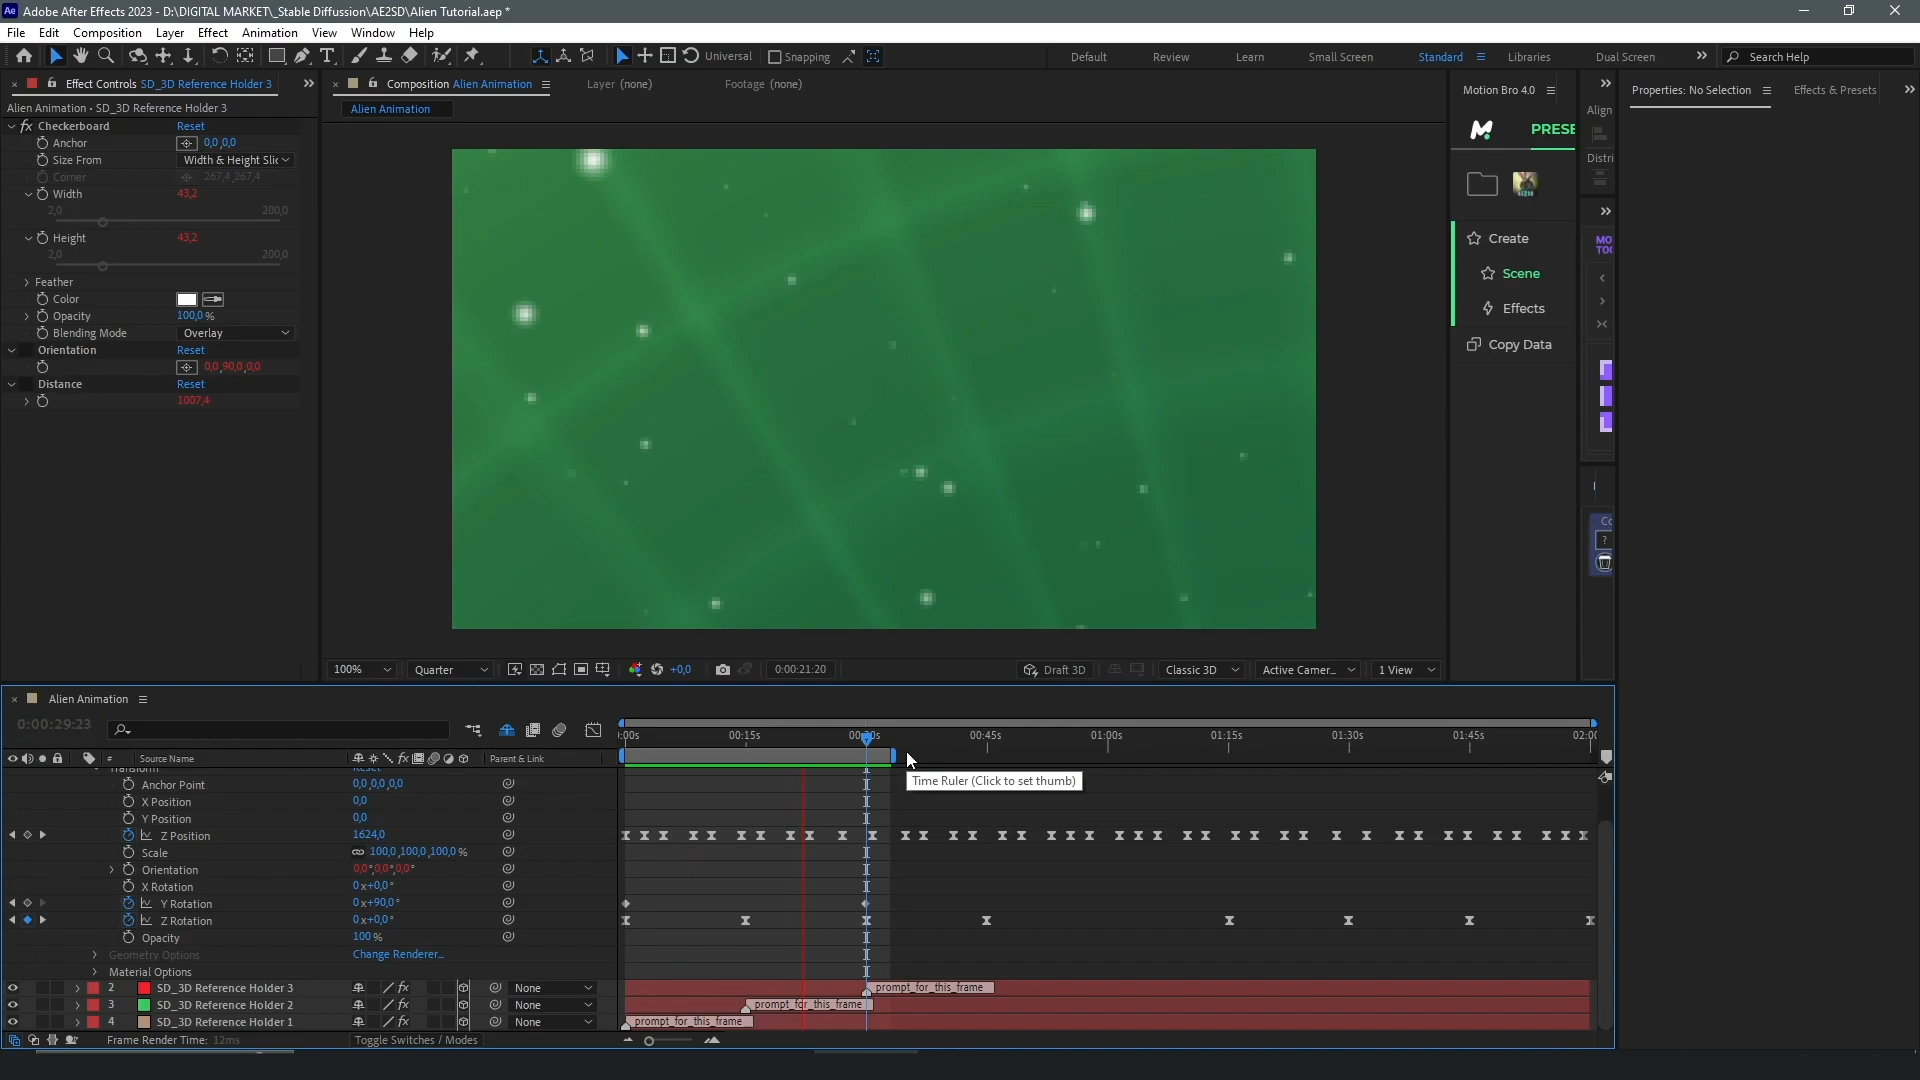 Adobe After Effects 2023 - D:\DIGITAL MARKET\_Stable Diffussion\AE2SD\Alien Tutorial.aep *
File Edit Composition Layer Effect Animation View Window Help
Universal Snapping Default Review Learn Small Screen Standard Libraries Dual Screen Search Help
Effect Controls SD_3D Reference Holder 3
Composition Alien Animation
Layer (none)
Footage (none)
Alien Animation • SD_3D Reference Holder 3
Alien Animation
fx Checkerboard Reset
Anchor 0,0,0,0
Size From Width & Height Slic
Corner 267,4,267,4
Width 43,2
2,0 200,0
Height 43,2
2,0 200,0
Feather
Color
Opacity 100,0 %
Blending Mode Overlay
Orientation Reset
0,0,90,0,0,0
Distance Reset
1007,4
Motion Bro 4.0
PRESE
Create
Scene
Effects
Copy Data
Align
Distri
MO
TOO
Properties: No Selection
Effects & Presets
100% Quarter +0,0 0:00:21:20 Draft 3D Classic 3D Active Camer... 1 View
Alien Animation
0:00:29:23
:00s 00:15s 00:30s 00:45s 01:00s 01:15s 01:30s 01:45s 02:00
# Source Name Parent & Link
Time Ruler (Click to set thumb)
Transform Reset
Anchor Point 0,0,0,0,0,0
X Position 0,0
Y Position 0,0
Z Position 1624,0
Scale 100,0,100,0,100,0 %
Orientation 0,0°,0,0°,0,0°
X Rotation 0x+0,0°
Y Rotation 0x+90,0°
Z Rotation 0x+0,0°
Opacity 100 %
Geometry Options Change Renderer...
Material Options
2 SD_3D Reference Holder 3 fx None prompt_for_this_frame
3 SD_3D Reference Holder 2 fx None prompt_for_this_frame
4 SD_3D Reference Holder 1 fx None prompt_for_this_frame
Frame Render Time: 12ms Toggle Switches / Modes